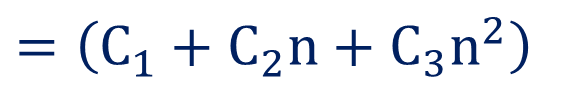 = (C₁ + C₂n + C₃n²)